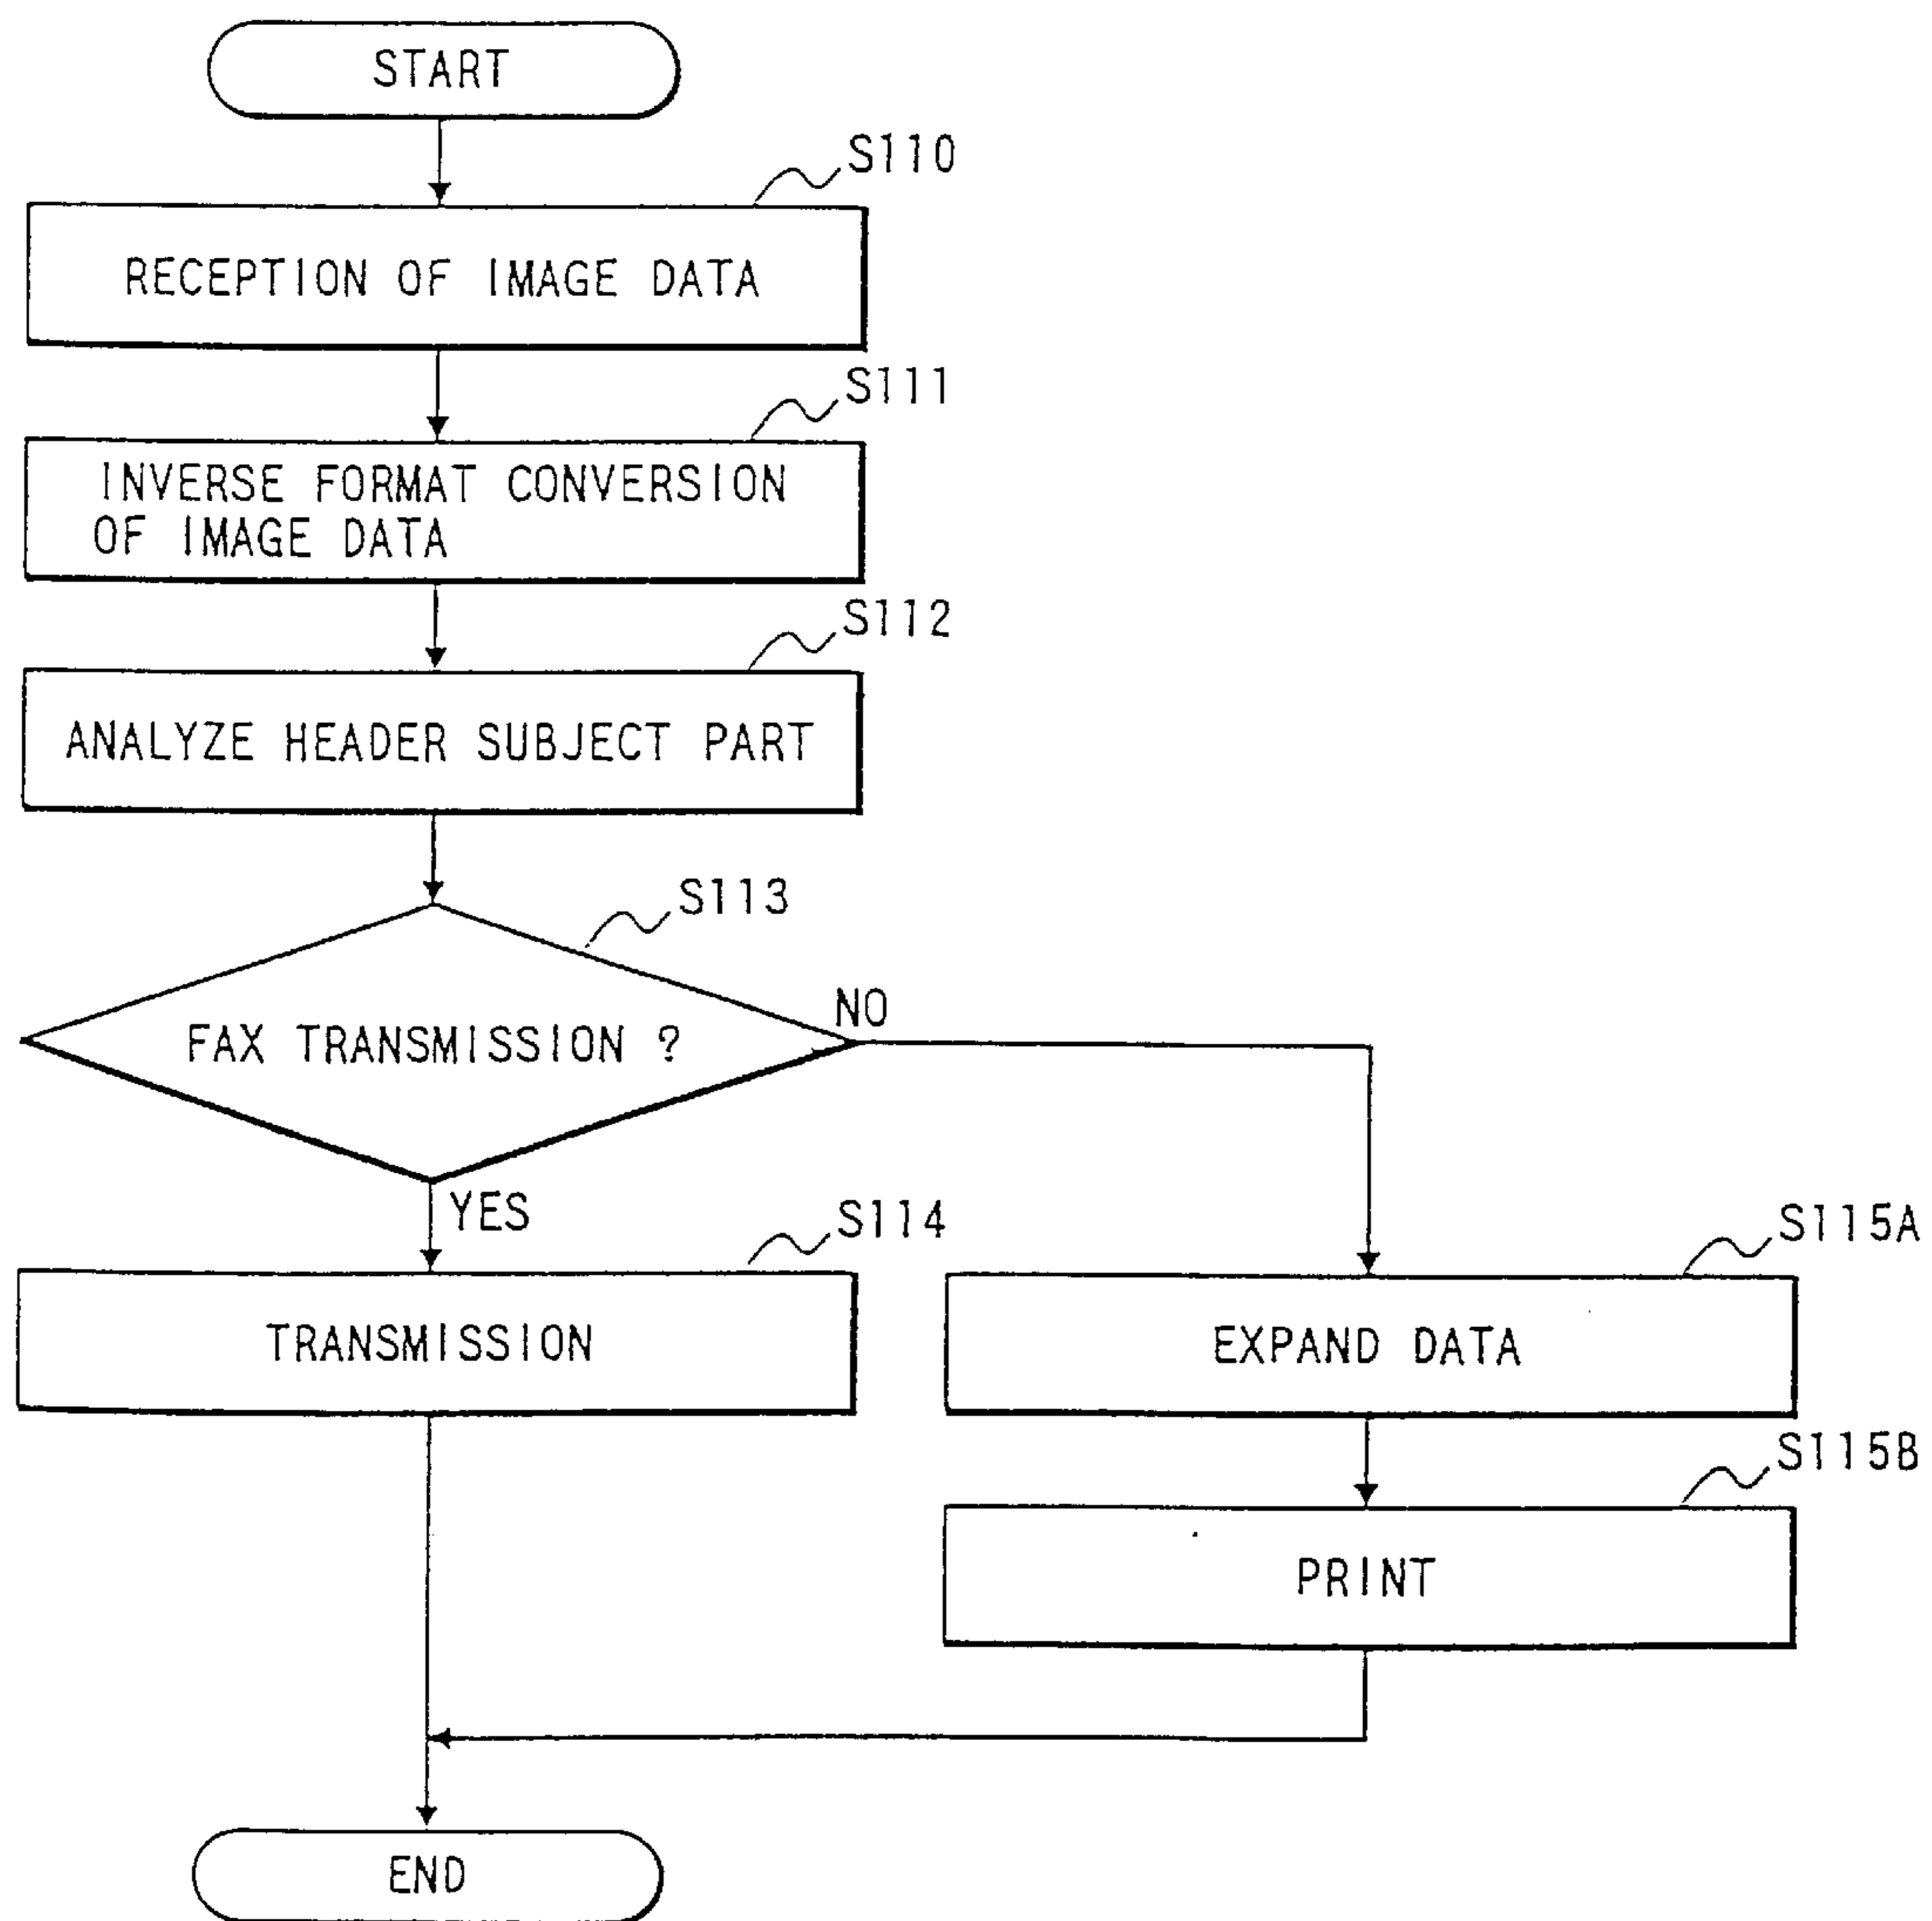 START
S110
RECEPTION OF IMAGE DATA
S111
INVERSE FORMAT CONVERSION
OF IMAGE DATA
S112
ANALYZE HEADER SUBJECT PART
S113
NO
FAX TRANSMISSION ?
YES
S114
S115A
TRANSMISSION
EXPAND DATA
S115B
PRINT
END